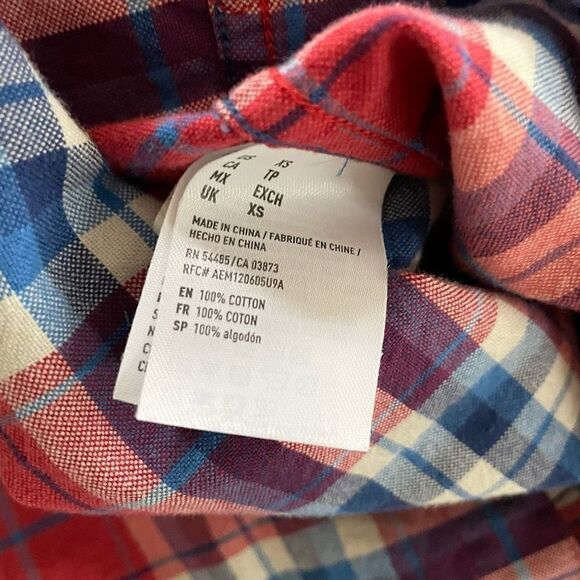 US XS
CA TP
MX EXCH
UK XS
MADE IN CHINA / FABRIQUÉ EN CHINE /
HECHO EN CHINA
RN 54485/CA 03873
RFC# AEM120605U9A
EN 100% COTTON
FR 100% COTON
SP 100% algodón